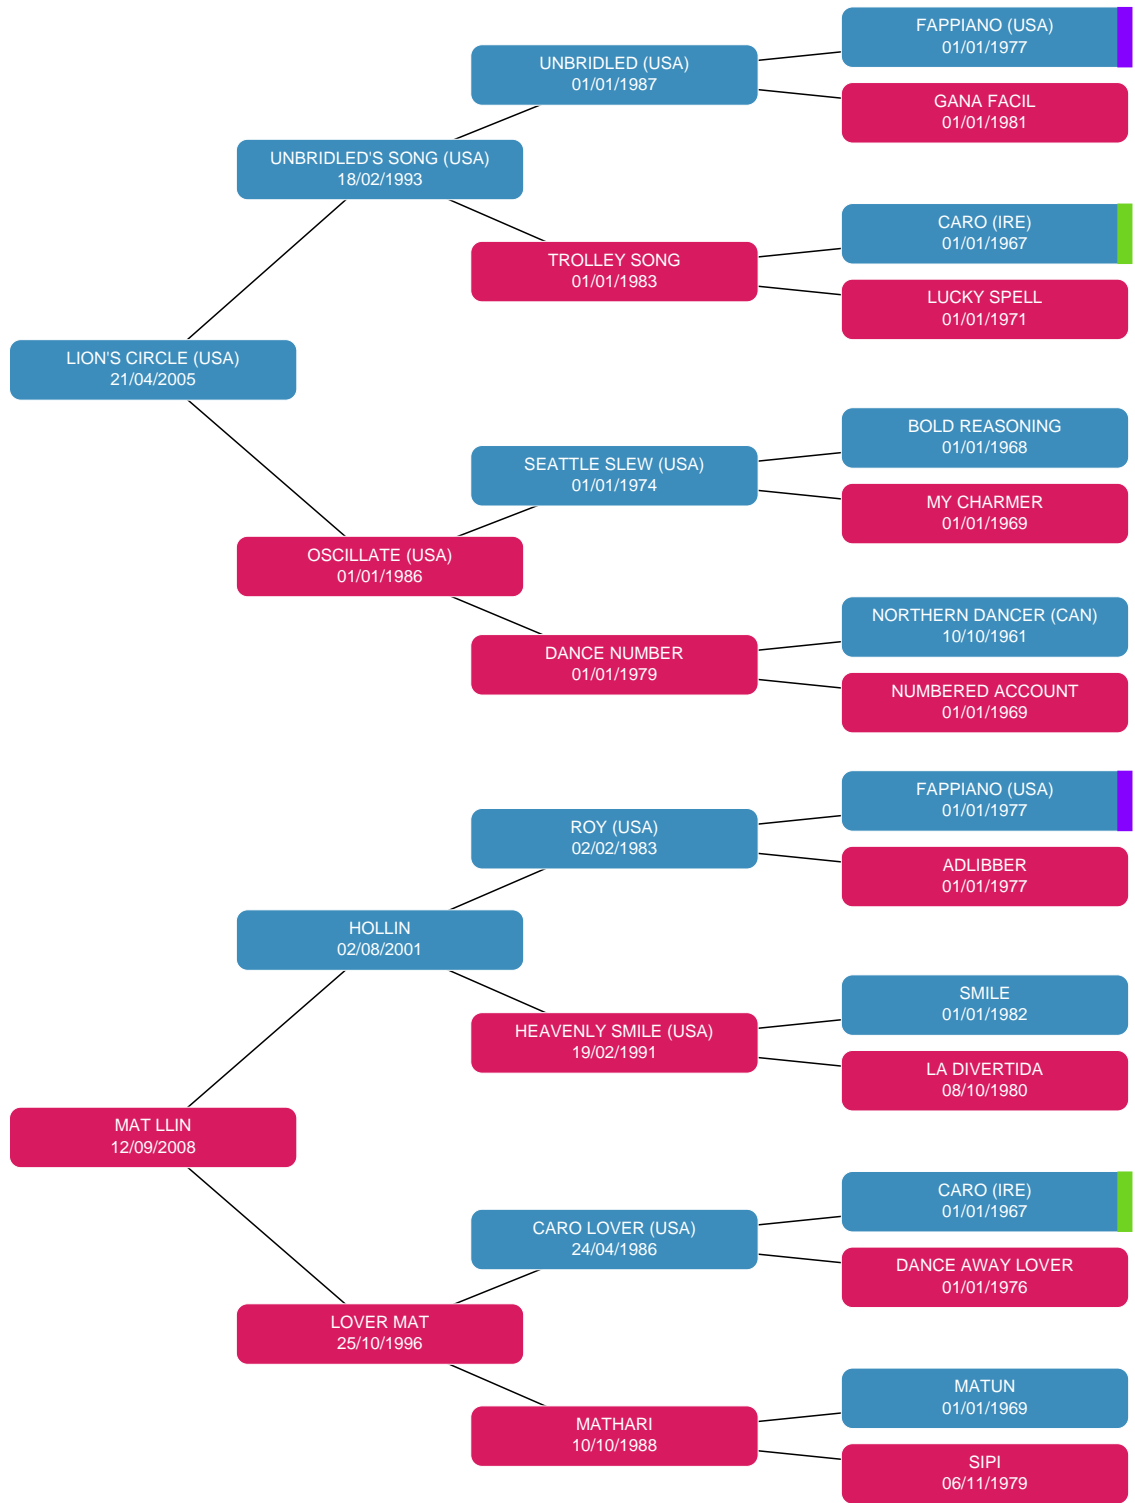 FAPPIANO (USA)
01/01/1977
UNBRIDLED (USA)
01/01/1987
GANA FACIL
01/01/1981
UNBRIDLED'S SONG (USA)
18/02/1993
CARO (IRE)
01/01/1967
TROLLEY SONG
01/01/1983
LUCKY SPELL
01/01/1971
LION'S CIRCLE (USA)
21/04/2005
BOLD REASONING
01/01/1968
SEATTLE SLEW (USA)
01/01/1974
MY CHARMER
01/01/1969
OSCILLATE (USA)
01/01/1986
NORTHERN DANCER (CAN)
10/10/1961
DANCE NUMBER
01/01/1979
NUMBERED ACCOUNT
01/01/1969
FAPPIANO (USA)
01/01/1977
ROY (USA)
02/02/1983
ADLIBBER
01/01/1977
HOLLIN
02/08/2001
SMILE
01/01/1982
HEAVENLY SMILE (USA)
19/02/1991
LA DIVERTIDA
08/10/1980
MAT LLIN
12/09/2008
CARO (IRE)
01/01/1967
CARO LOVER (USA)
24/04/1986
DANCE AWAY LOVER
01/01/1976
LOVER MAT
25/10/1996
MATUN
01/01/1969
MATHARI
10/10/1988
SIPI
06/11/1979